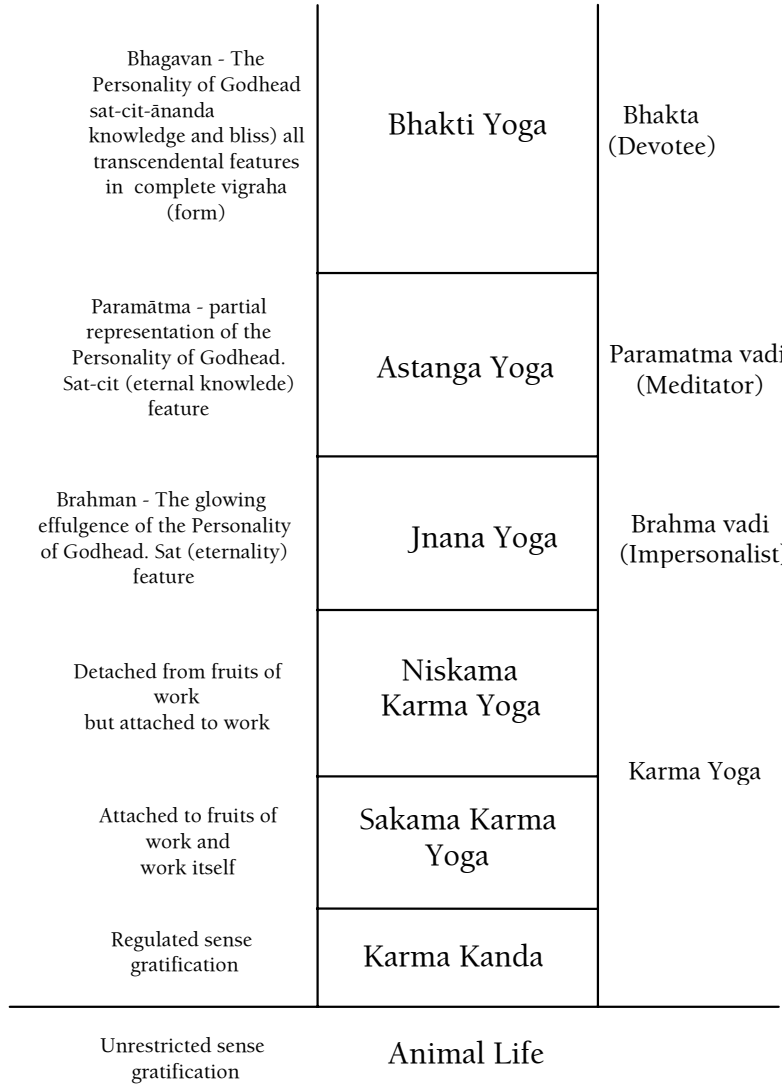 Bhagavan - The
Personality of Godhead
sat-cit-ānanda
knowledge and bliss) all
transcendental features
in complete vigraha
(form)
Bhakti Yoga
Bhakta
(Devotee)
Paramātma - partial
representation of the
Personality of Godhead.
Sat-cit (eternal knowlede)
feature
Astanga Yoga
Paramatma vadi
(Meditator)
Brahman - The glowing
effulgence of the Personality
of Godhead. Sat (eternality)
feature
Jnana Yoga
Brahma vadi
(Impersonalist)
Detached from fruits of
work
but attached to work
Niskama
Karma Yoga
Karma Yoga
Attached to fruits of
work and
work itself
Sakama Karma
Yoga
Regulated sense
gratification
Karma Kanda
Unrestricted sense
gratification
Animal Life